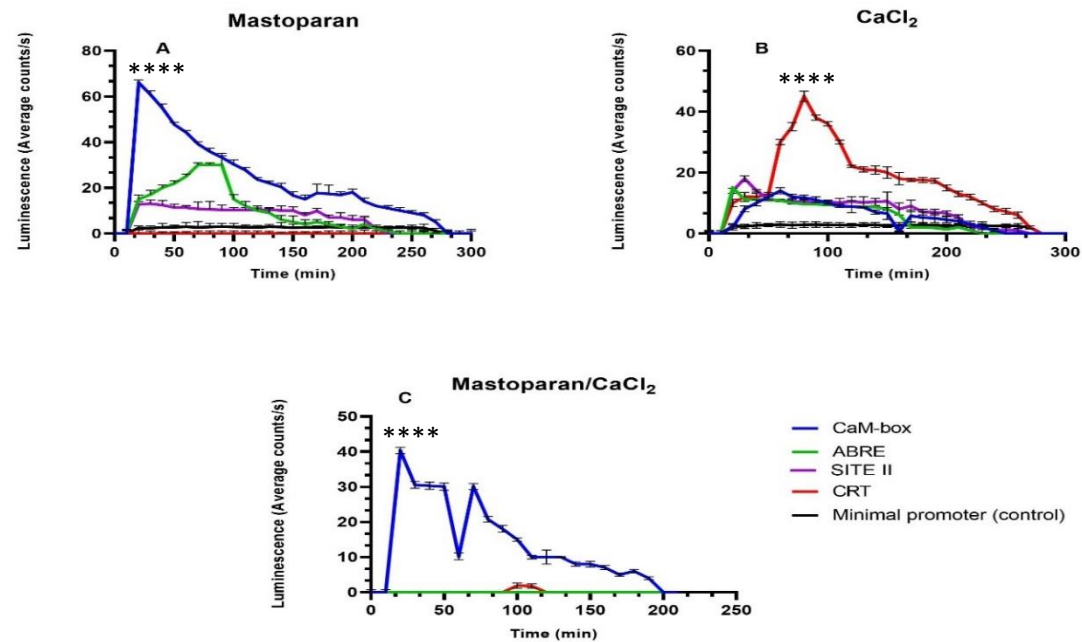 Mastoparan
A
****
Luminescence (Average counts/s)
80
60
40
20
0
0 50 100 150 200 250 300
Time (min)
CaCl₂
B
****
Luminescence (Average counts/s)
60
40
20
0
0 100 200 300
Time (min)
Mastoparan/CaCl₂
C
****
Luminescence (Average counts/s)
50
40
30
20
10
0
0 50 100 150 200 250
Time (min)
CaM-box
ABRE
SITE II
CRT
Minimal promoter (control)